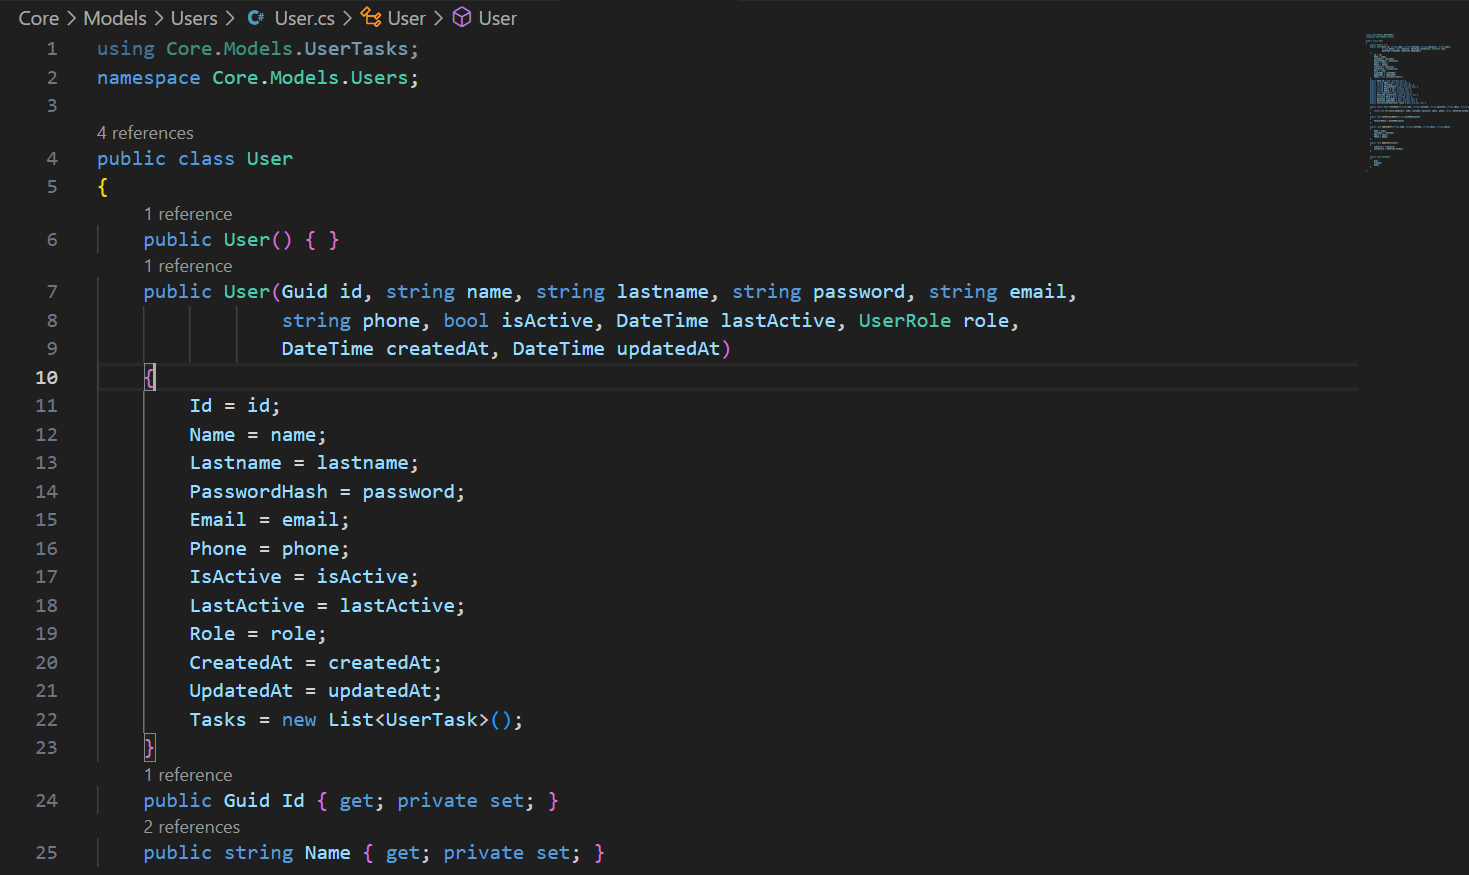 Core > Models > Users > C# User.cs > User > User
1 using Core.Models.UserTasks;
2 namespace Core.Models.Users;
3
4 references
4 public class User
5 {
1 reference
6 public User() { }
1 reference
7 public User(Guid id, string name, string lastname, string password, string email,
8 string phone, bool isActive, DateTime lastActive, UserRole role,
9 DateTime createdAt, DateTime updatedAt)
10 {
11 Id = id;
12 Name = name;
13 Lastname = lastname;
14 PasswordHash = password;
15 Email = email;
16 Phone = phone;
17 IsActive = isActive;
18 LastActive = lastActive;
19 Role = role;
20 CreatedAt = createdAt;
21 UpdatedAt = updatedAt;
22 Tasks = new List<UserTask>();
23 }
1 reference
24 public Guid Id { get; private set; }
2 references
25 public string Name { get; private set; }